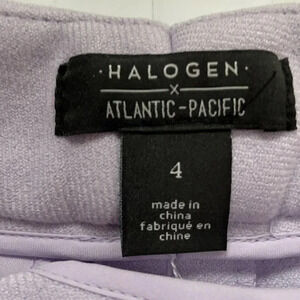 · HALOGEN ·
x
ATLANTIC-PACIFIC
4
made in
china
fabriqué en
chine